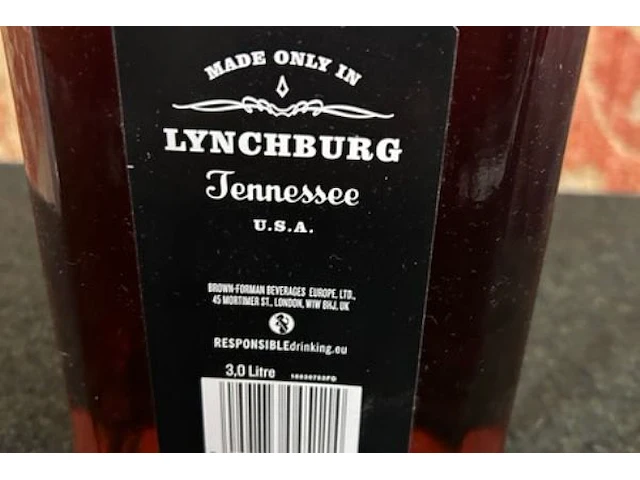 MADE ONLY IN
LYNCHBURG
Tennessee
U.S.A.
BROWN-FORMAN BEVERAGES EUROPE, LTD.,
45 MORTIMER ST., LONDON, W1W 8HJ, UK
RESPONSIBLEdrinking.eu
3,0 Litre